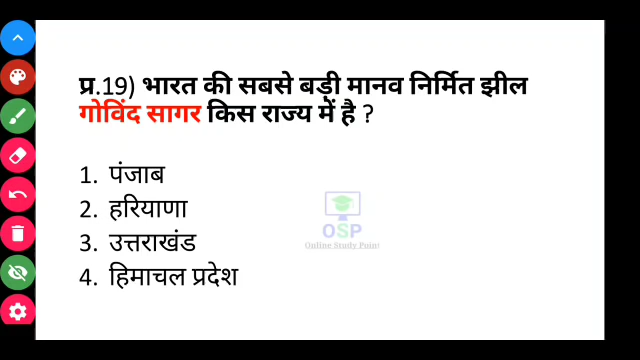 प्र.19) भारत की सबसे बड़ी मानव निर्मित झील
गोविंद सागर किस राज्य में है ?
1. पंजाब
2. हरियाणा
3. उत्तराखंड
4. हिमाचल प्रदेश
OSP
Online Study Point